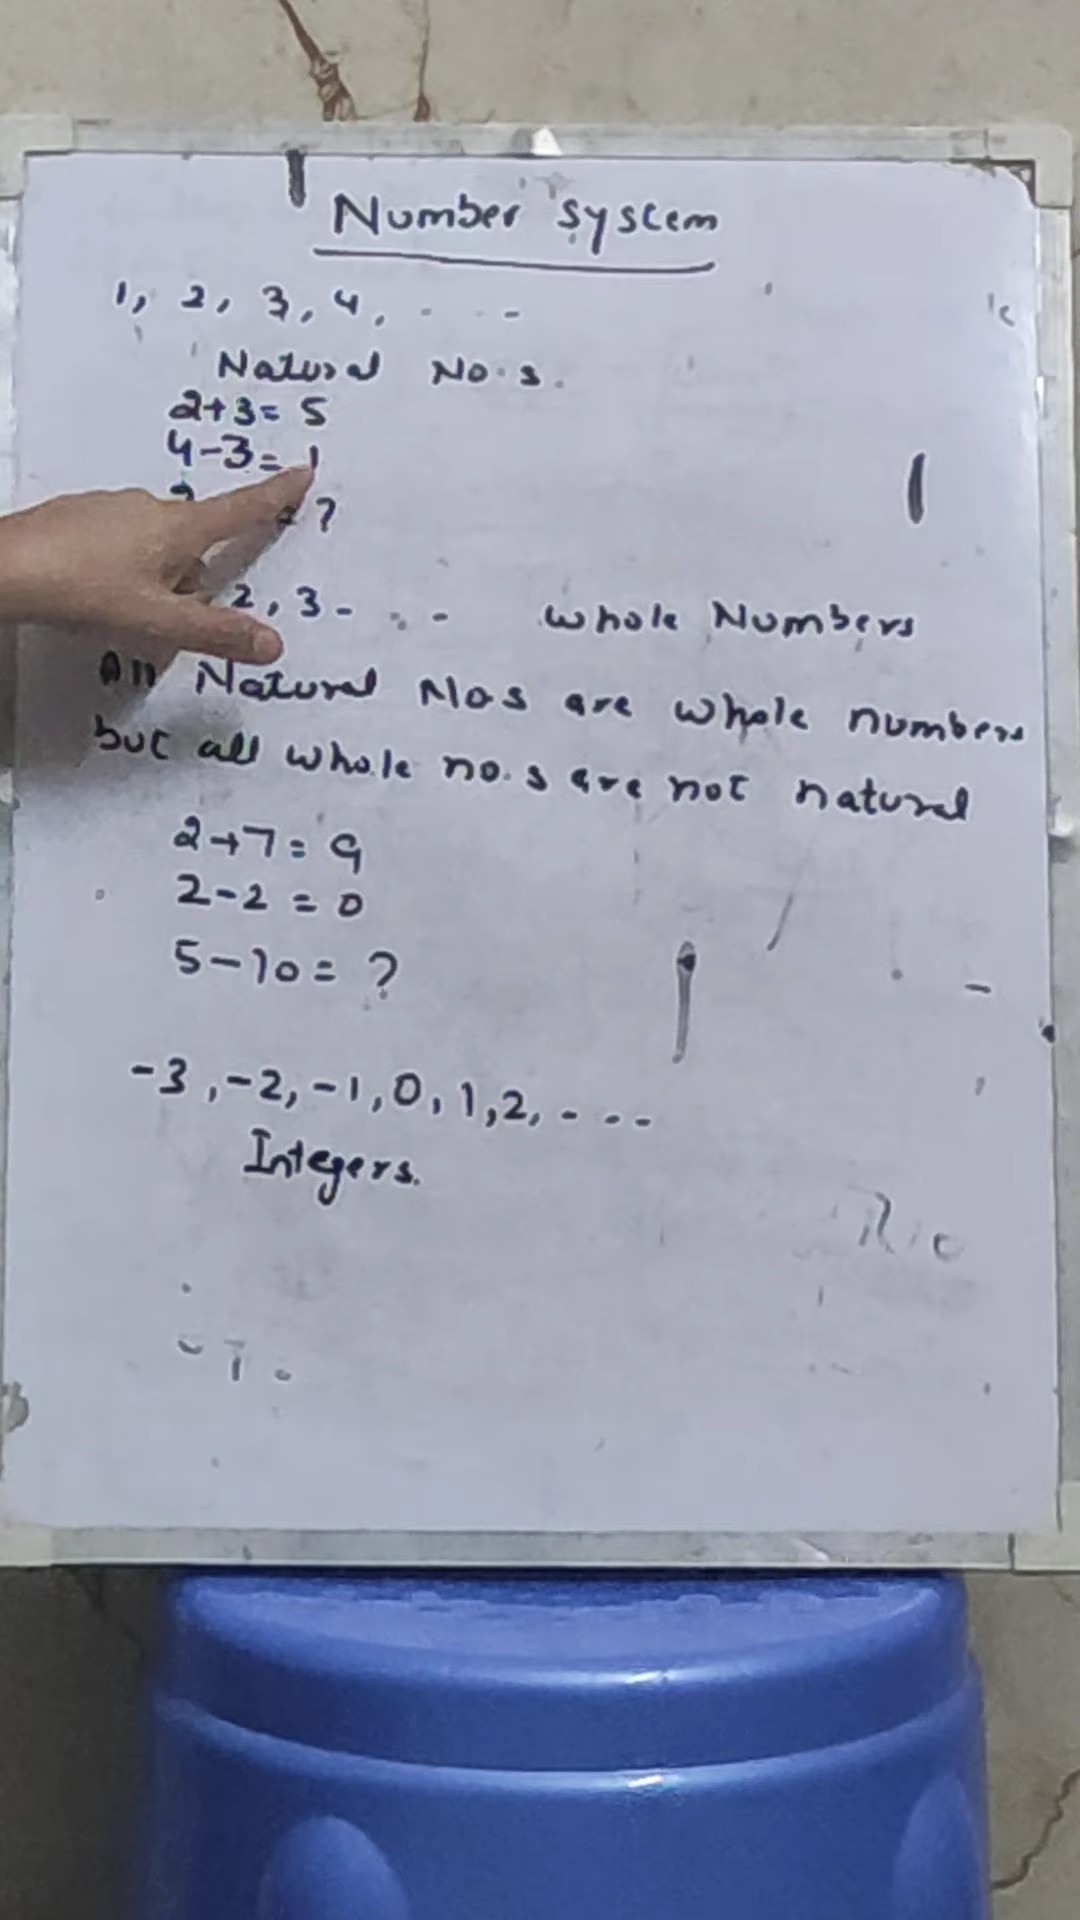 Number system
1, 2, 3, 4, . . -
Natural No.s.
2+3= 5
4-3= 1
= ?
2, 3 - . . - whole Numbers
All Natural Nos are whole numbers
but all whole no.s are not natural
2+7= 9
2-2 = 0
5-10= ?
-3, -2, -1, 0, 1, 2, - - - -
Integers.